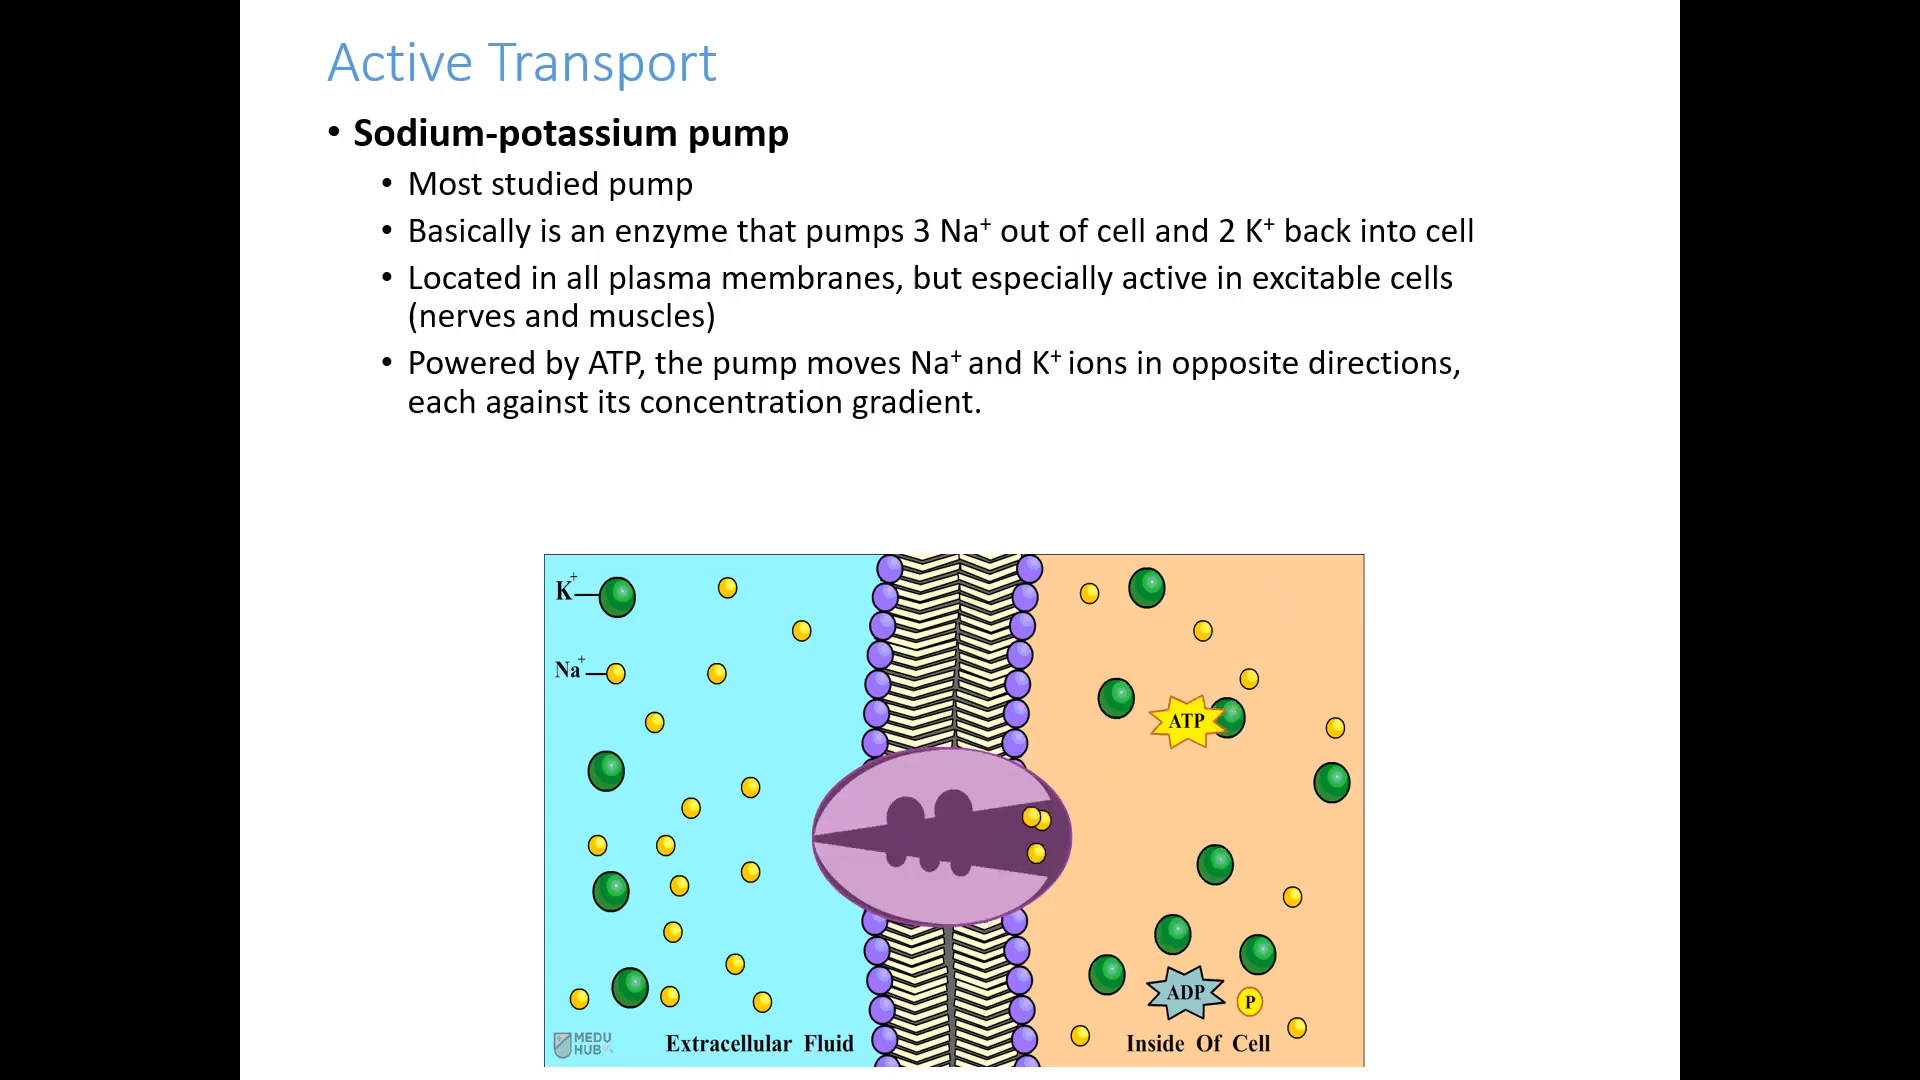 Active Transport
• Sodium-potassium pump
• Most studied pump
• Basically is an enzyme that pumps 3 Na⁺ out of cell and 2 K⁺ back into cell
• Located in all plasma membranes, but especially active in excitable cells
(nerves and muscles)
• Powered by ATP, the pump moves Na⁺ and K⁺ ions in opposite directions,
each against its concentration gradient.
K⁺
Na⁺
ATP
ADP
P
MEDU
HUB
Extracellular Fluid
Inside Of Cell